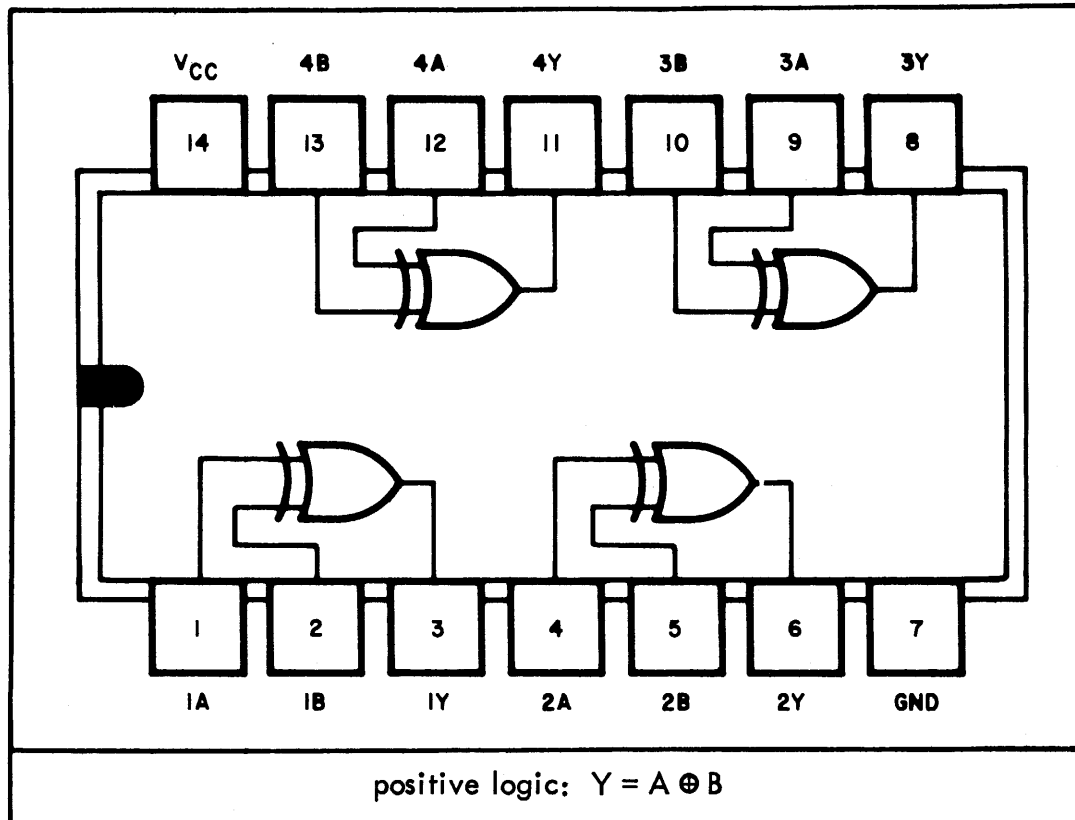 VCC 4B 4A 4Y 3B 3A 3Y
14 13 12 11 10 9 8
1 2 3 4 5 6 7
1A 1B 1Y 2A 2B 2Y GND
positive logic: Y = A ⊕ B